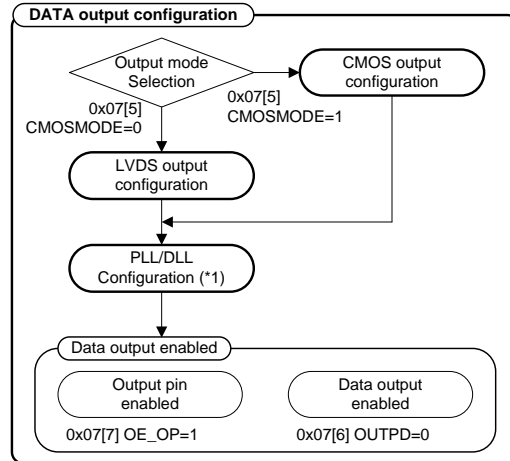 DATA output configuration
Output mode
Selection
0x07[5]
CMOSMODE=0
0x07[5]
CMOSMODE=1
CMOS output
configuration
LVDS output
configuration
PLL/DLL
Configuration (*1)
Data output enabled
Output pin
enabled
Data output
enabled
0x07[7] OE_OP=1
0x07[6] OUTPD=0